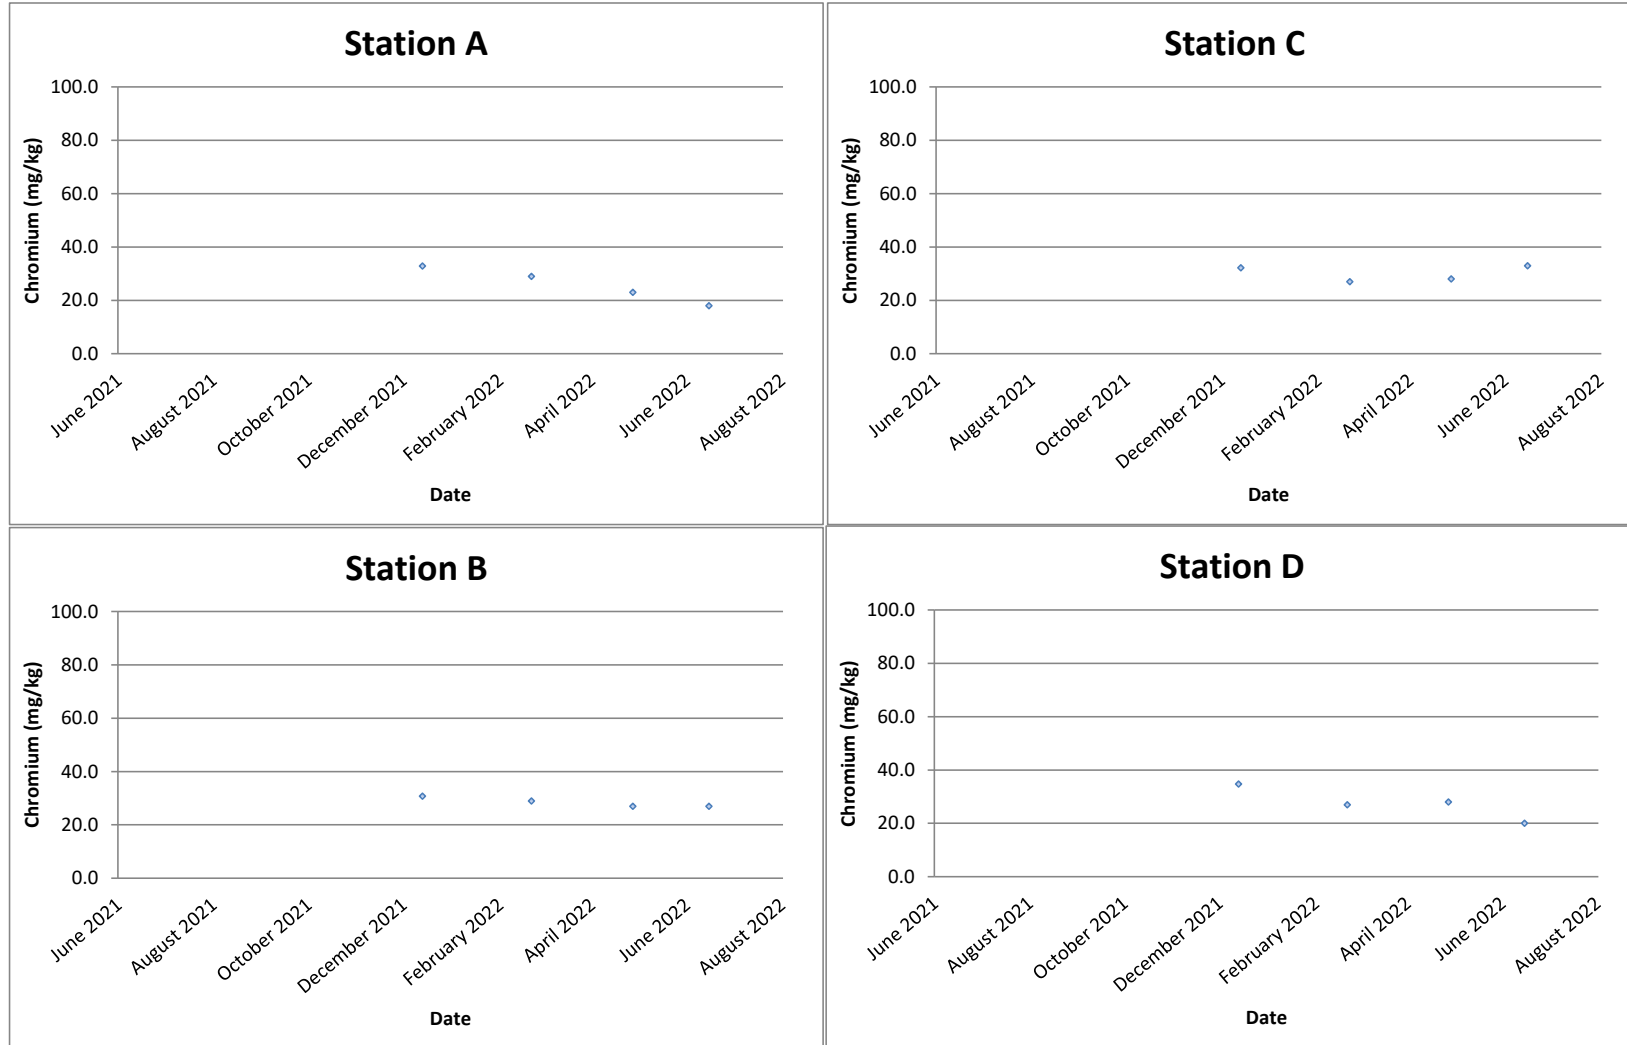 Station A
Chromium (mg/kg)
100.0
80.0
60.0
40.0
20.0
0.0
June 2021
August 2021
October 2021
December 2021
February 2022
April 2022
June 2022
August 2022
Date
Station C
Chromium (mg/kg)
100.0
80.0
60.0
40.0
20.0
0.0
June 2021
August 2021
October 2021
December 2021
February 2022
April 2022
June 2022
August 2022
Date
Station B
Chromium (mg/kg)
100.0
80.0
60.0
40.0
20.0
0.0
June 2021
August 2021
October 2021
December 2021
February 2022
April 2022
June 2022
August 2022
Date
Station D
Chromium (mg/kg)
100.0
80.0
60.0
40.0
20.0
0.0
June 2021
August 2021
October 2021
December 2021
February 2022
April 2022
June 2022
August 2022
Date